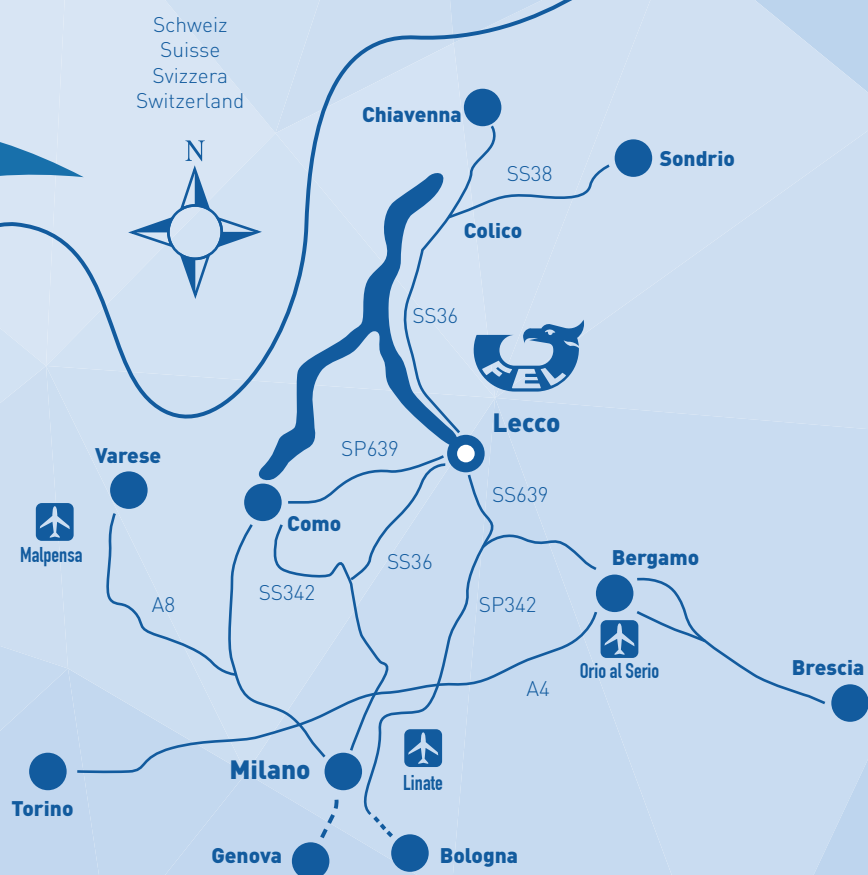 Schweiz
Suisse
Svizzera
Switzerland
N
Chiavenna
Sondrio
SS38
Colico
SS36
FEL
Lecco
SP639
Varese
SS639
Como
Malpensa
SS36
Bergamo
SS342
A8
SP342
Orio al Serio
Brescia
A4
Milano
Linate
Torino
Genova
Bologna